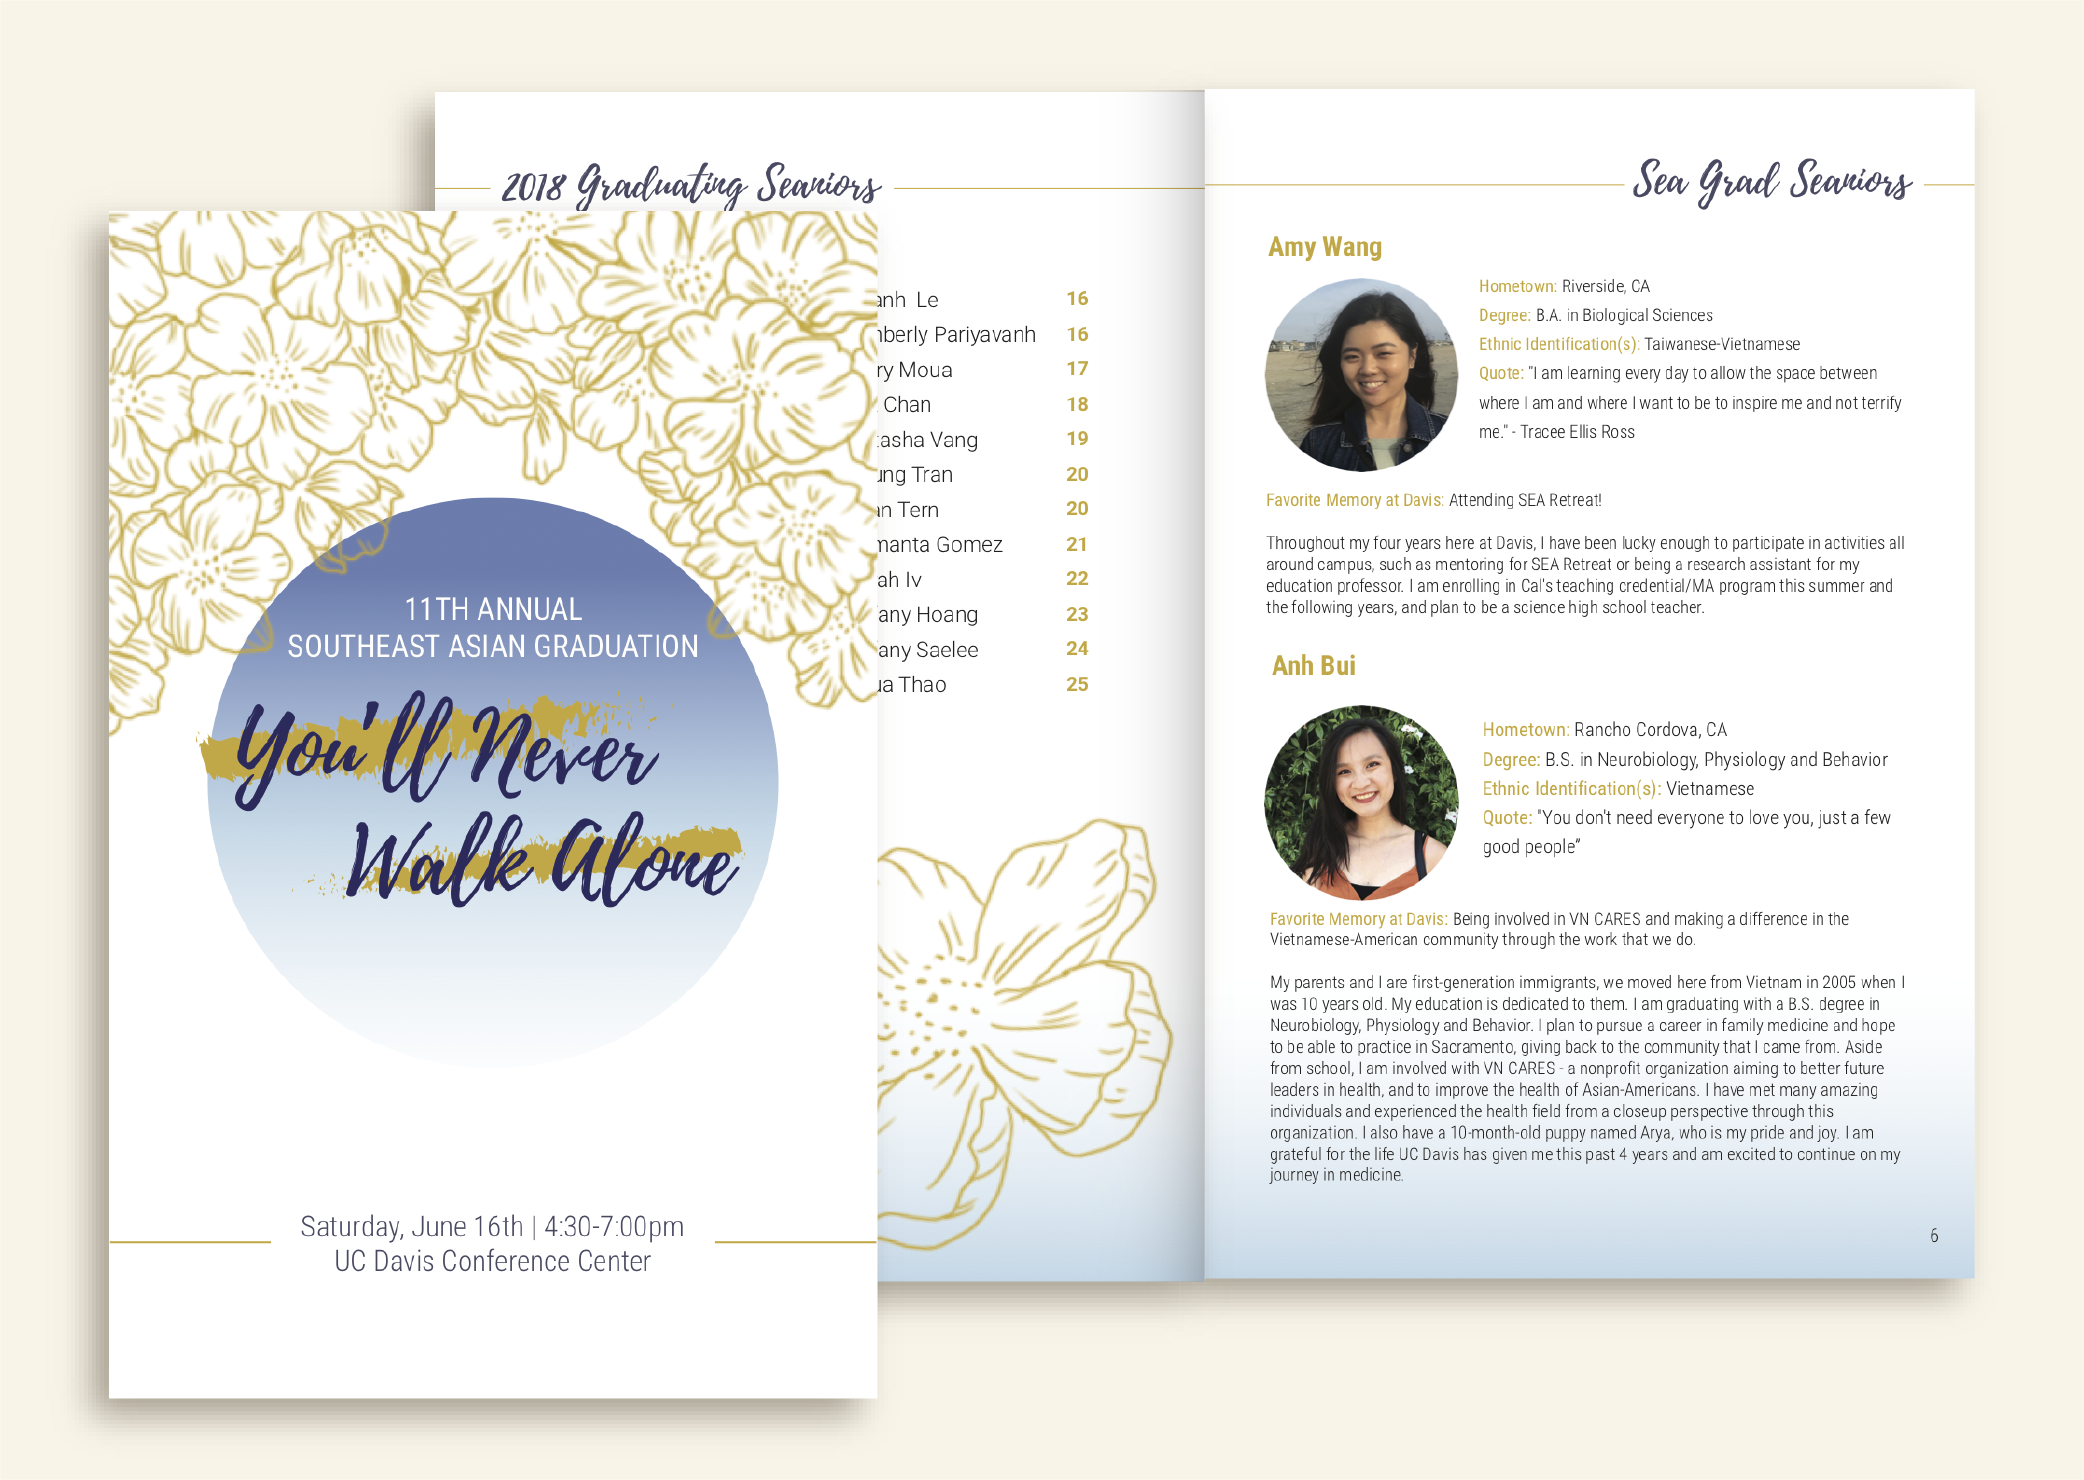 11TH ANNUAL
SOUTHEAST ASIAN GRADUATION
You'll Never
Walk Alone
Saturday, June 16th | 4:30-7:00pm
UC Davis Conference Center
2018 Graduating Seaniors
anh Le 16
berly Pariyavanh 16
ry Moua 17
Chan 18
tasha Vang 19
ung Tran 20
an Tern 20
manta Gomez 21
ah Iv 22
any Hoang 23
any Saelee 24
ua Thao 25
Sea Grad Seaniors
Amy Wang
Hometown: Riverside, CA
Degree: B.A. in Biological Sciences
Ethnic Identification(s): Taiwanese-Vietnamese
Quote: "I am learning every day to allow the space between
where I am and where I want to be to inspire me and not terrify
me." - Tracee Ellis Ross
Favorite Memory at Davis: Attending SEA Retreat!
Throughout my four years here at Davis, I have been lucky enough to participate in activities all
around campus, such as mentoring for SEA Retreat or being a research assistant for my
education professor. I am enrolling in Cal's teaching credential/MA program this summer and
the following years, and plan to be a science high school teacher.
Anh Bui
Hometown: Rancho Cordova, CA
Degree: B.S. in Neurobiology, Physiology and Behavior
Ethnic Identification(s): Vietnamese
Quote: "You don't need everyone to love you, just a few
good people"
Favorite Memory at Davis: Being involved in VN CARES and making a difference in the
Vietnamese-American community through the work that we do.
My parents and I are first-generation immigrants, we moved here from Vietnam in 2005 when I
was 10 years old. My education is dedicated to them. I am graduating with a B.S. degree in
Neurobiology, Physiology and Behavior. I plan to pursue a career in family medicine and hope
to be able to practice in Sacramento, giving back to the community that I came from. Aside
from school, I am involved with VN CARES - a nonprofit organization aiming to better future
leaders in health, and to improve the health of Asian-Americans. I have met many amazing
individuals and experienced the health field from a closeup perspective through this
organization. I also have a 10-month-old puppy named Arya, who is my pride and joy. I am
grateful for the life UC Davis has given me this past 4 years and am excited to continue on my
journey in medicine.
6